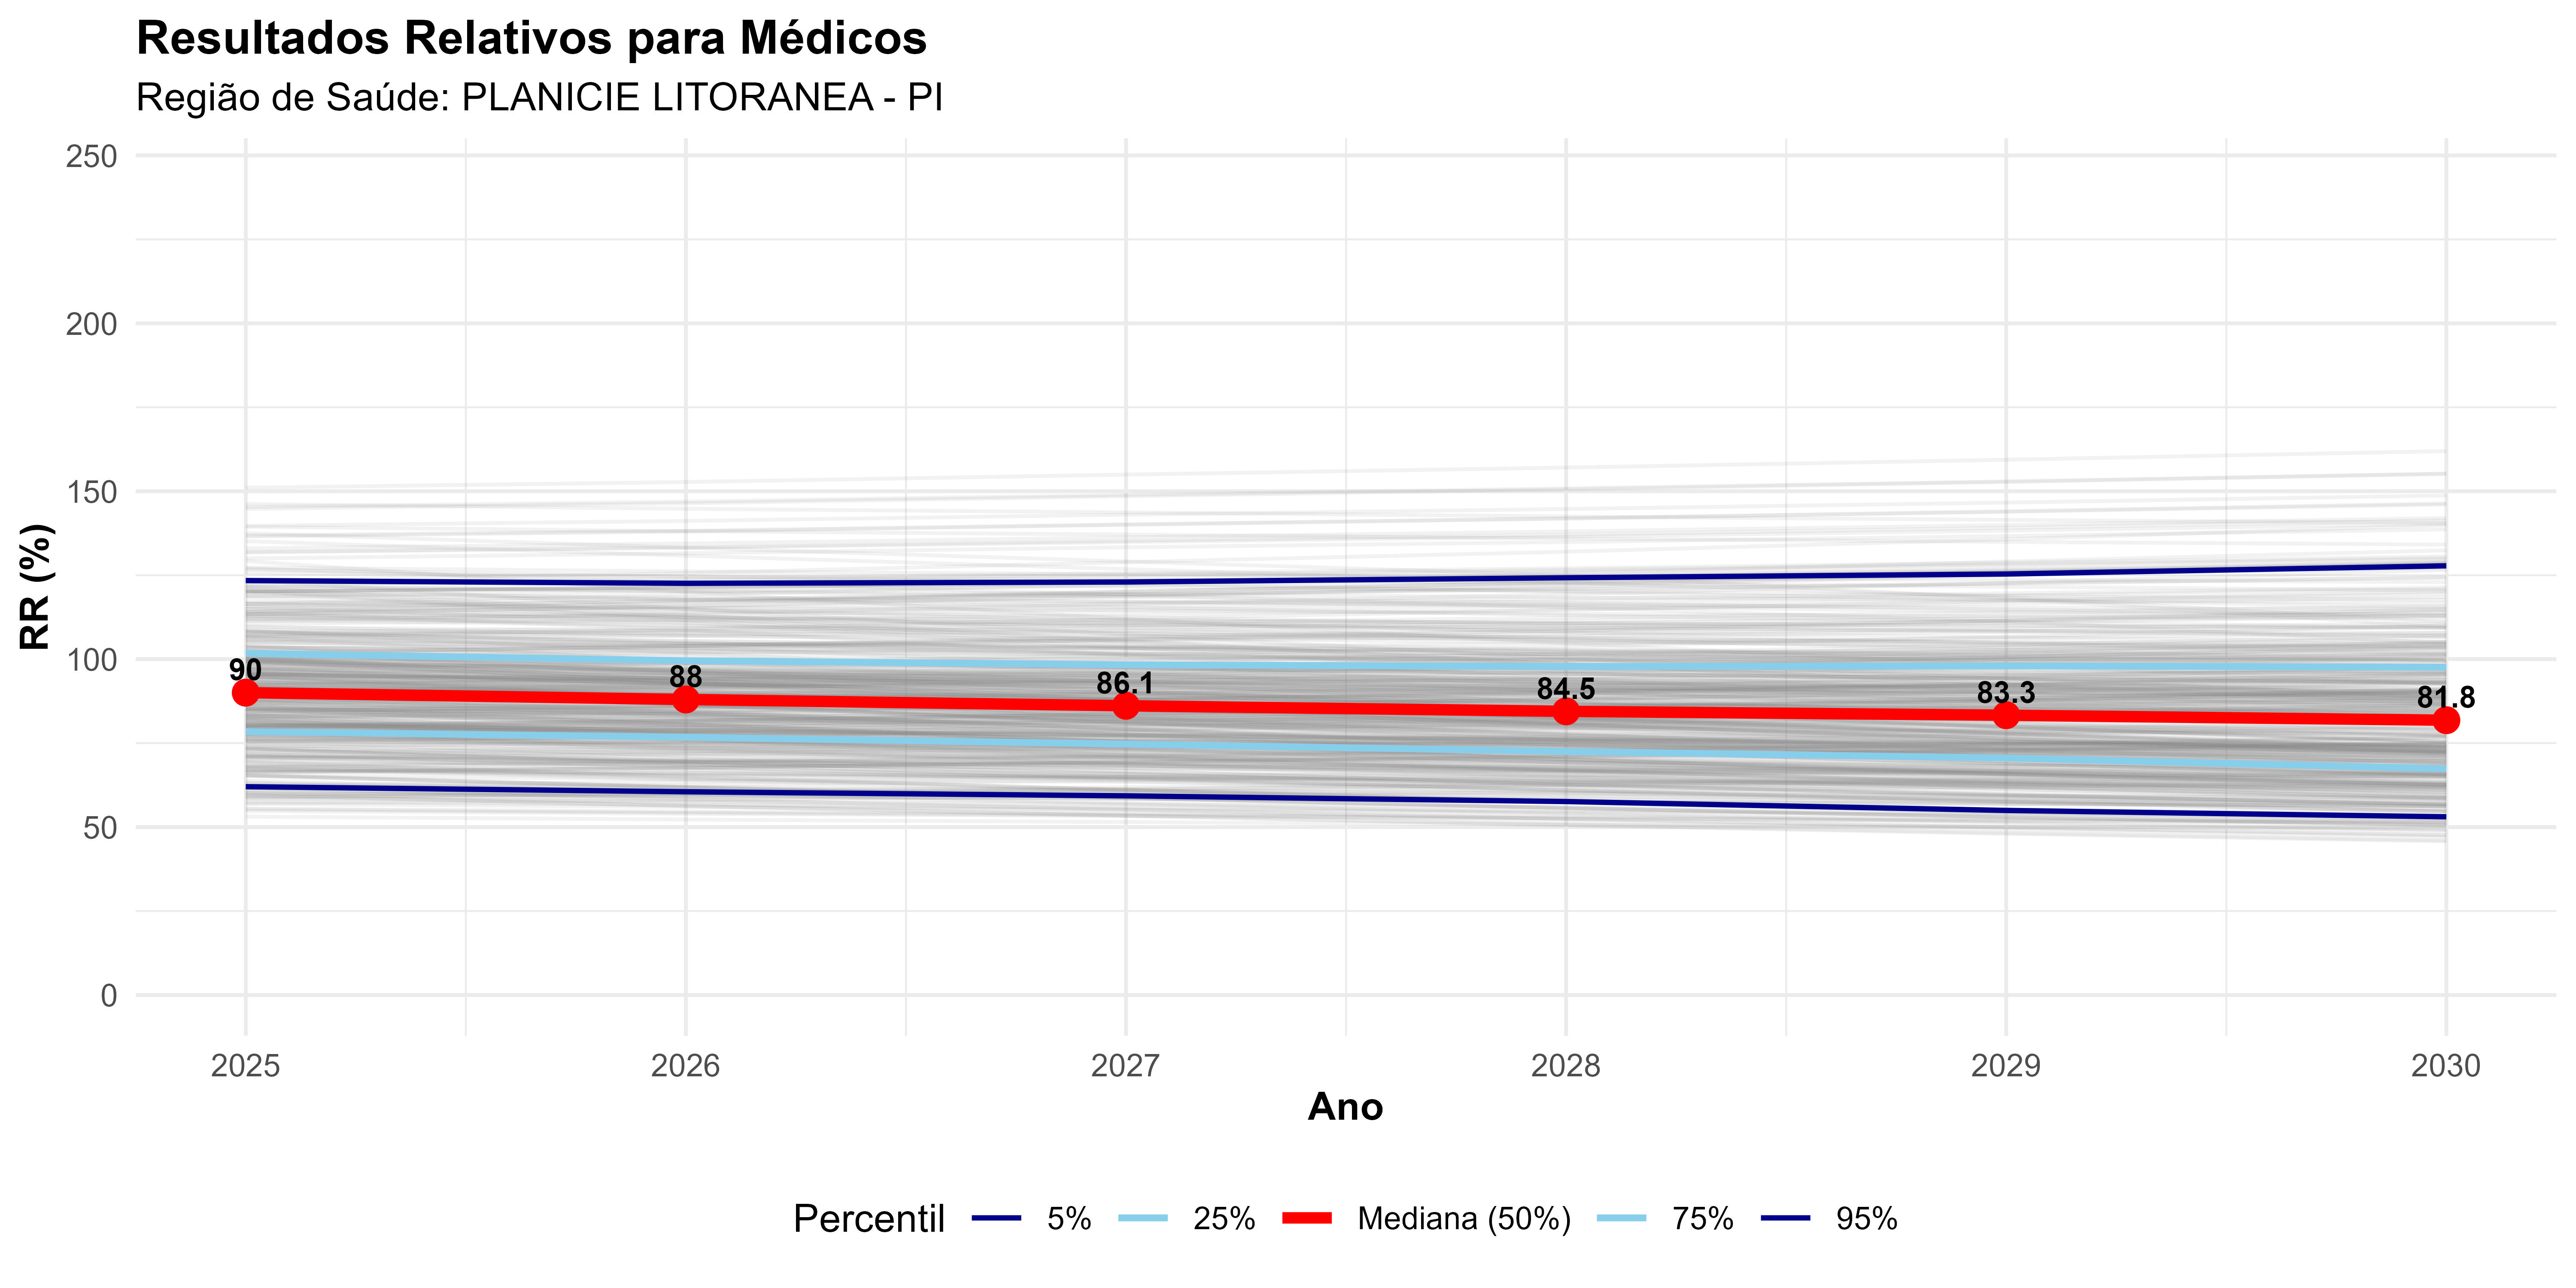 Resultados Relativos para Médicos
Região de Saúde: PLANICIE LITORANEA - PI
RR (%)
250
200
150
100
50
0
90
88
86.1
84.5
83.3
81.8
2025 2026 2027 2028 2029 2030
Ano
Percentil 5% 25% Mediana (50%) 75% 95%